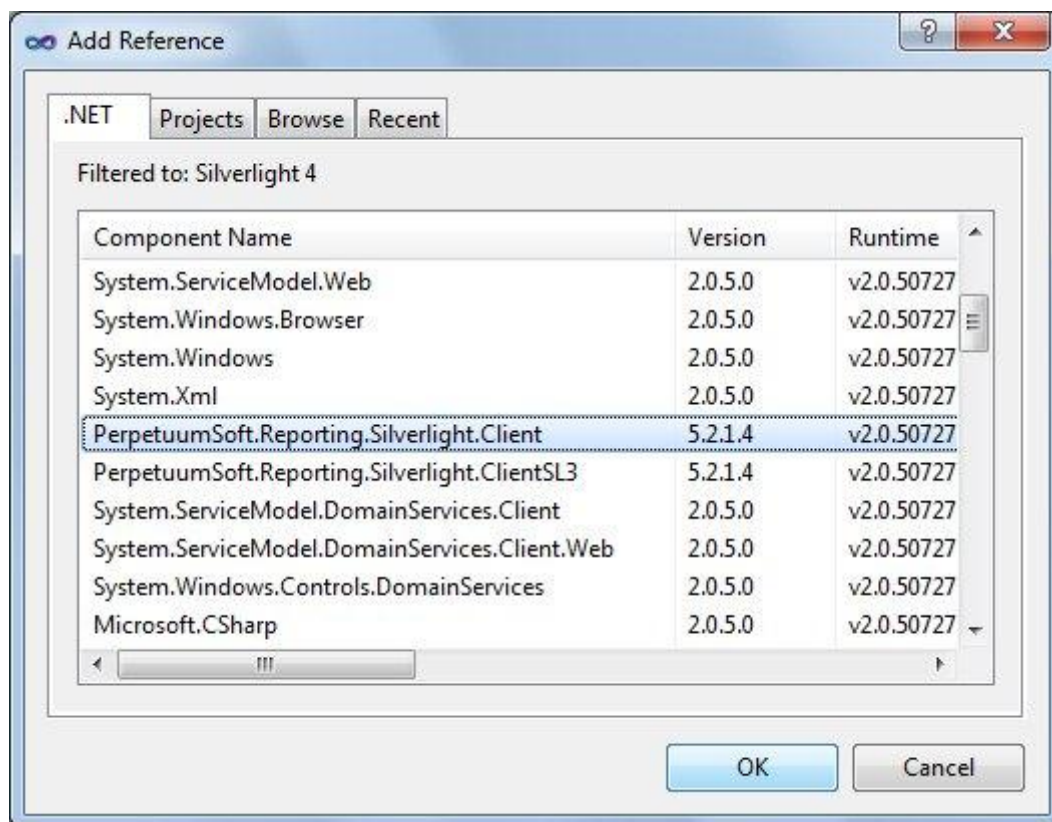 Add Reference
.NET Projects Browse Recent
Filtered to: Silverlight 4
Component Name Version Runtime
System.ServiceModel.Web 2.0.5.0 v2.0.50727
System.Windows.Browser 2.0.5.0 v2.0.50727
System.Windows 2.0.5.0 v2.0.50727
System.Xml 2.0.5.0 v2.0.50727
PerpetuumSoft.Reporting.Silverlight.Client 5.2.1.4 v2.0.50727
PerpetuumSoft.Reporting.Silverlight.ClientSL3 5.2.1.4 v2.0.50727
System.ServiceModel.DomainServices.Client 2.0.5.0 v2.0.50727
System.ServiceModel.DomainServices.Client.Web 2.0.5.0 v2.0.50727
System.Windows.Controls.DomainServices 2.0.5.0 v2.0.50727
Microsoft.CSharp 2.0.5.0 v2.0.50727
OK Cancel